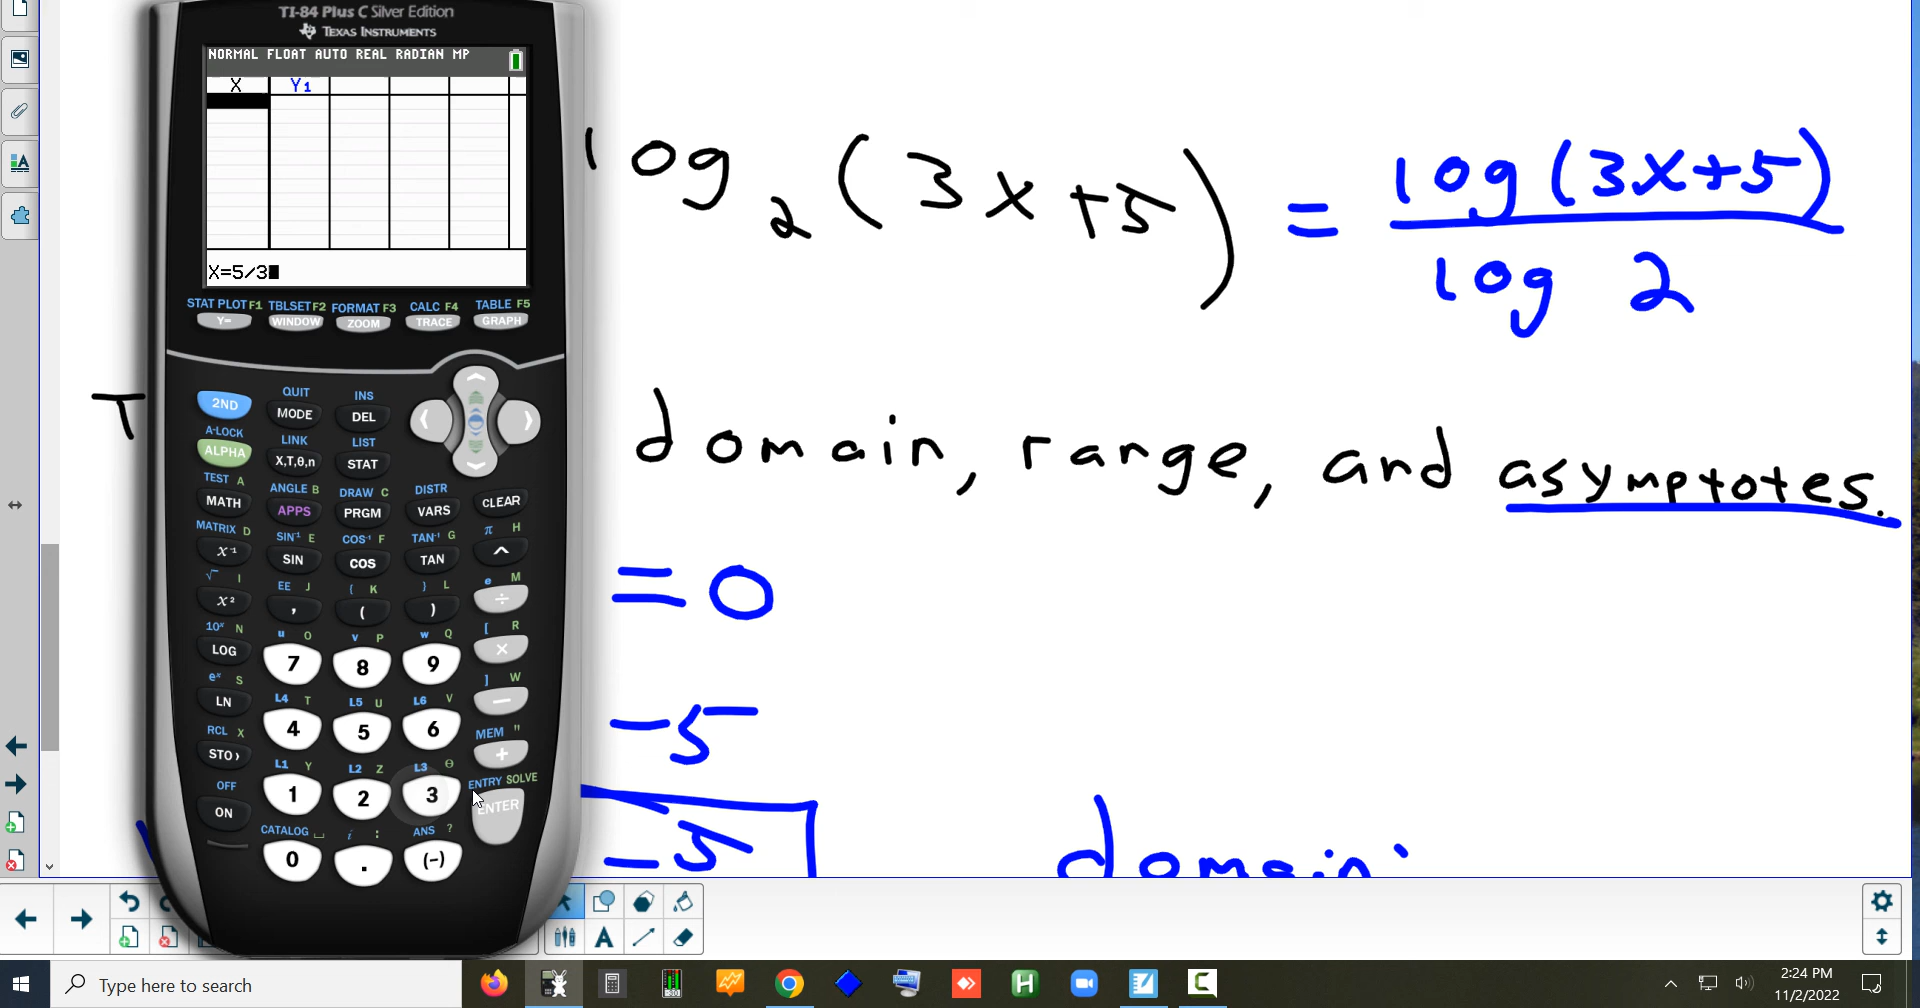 TI-84 Plus C Silver Edition
TEXAS INSTRUMENTS
NORMAL FLOAT AUTO REAL RADIAN MP
X Y1
X=5/3
STAT PLOT F1 TBLSET F2 FORMAT F3 CALC F4 TABLE F5
Y= WINDOW ZOOM TRACE GRAPH
QUIT INS
2ND MODE DEL
A-LOCK LINK LIST
ALPHA X,T,θ,n STAT
TEST A ANGLE B DRAW C DISTR
MATH APPS PRGM VARS CLEAR
MATRIX D SIN⁻¹ E COS⁻¹ F TAN⁻¹ G π H
x⁻¹ SIN COS TAN ^
√ I EE J { K } L e M
x² , ( ) ÷
10ˣ N u O v P w Q [ R
LOG 7 8 9 ×
eˣ S L4 T L5 U L6 V ] W
LN 4 5 6 −
RCL X L1 Y L2 Z L3 θ MEM "
STO› 1 2 3 +
OFF CATALOG ⎵ i : ANS ? ENTRY SOLVE
ON 0 . (-) ENTER
log₂(3x+5) = log(3x+5)
log 2
T domain, range, and asymptotes.
= 0
-5
-5
domain:
Type here to search
2:24 PM
11/2/2022